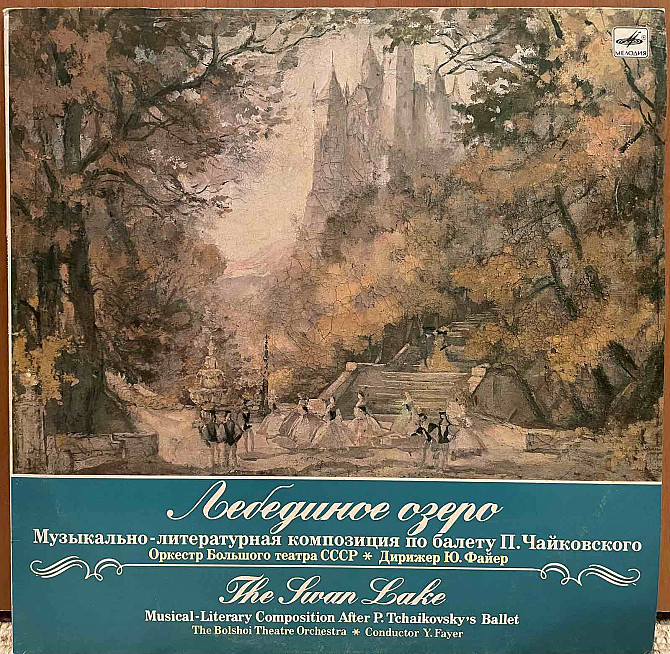 МЕЛОДИЯ
Лебединое озеро
Музыкально-литературная композиция по балету П. Чайковского
Оркестр Большого театра СССР * Дирижер Ю. Файер
The Swan Lake
Musical-Literary Composition After P. Tchaikovsky's Ballet
The Bolshoi Theatre Orchestra * Conductor Y. Fayer